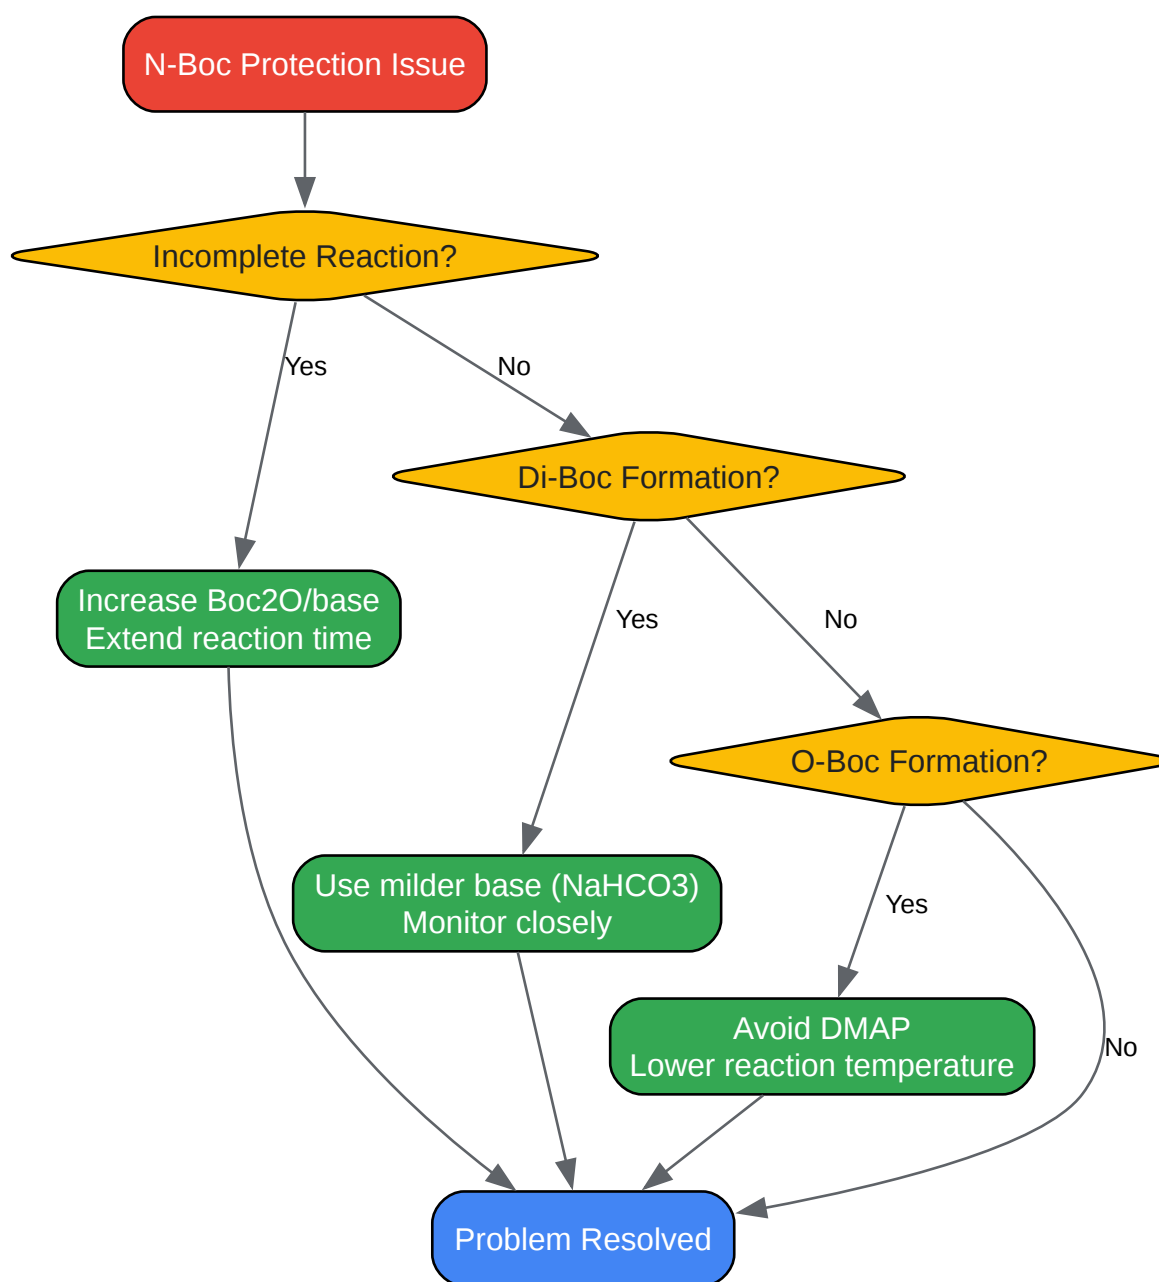 N-Boc Protection Issue
Incomplete Reaction?
Yes
No
Di-Boc Formation?
Increase Boc2O/base
Extend reaction time
Yes
No
O-Boc Formation?
Use milder base (NaHCO3)
Monitor closely
Yes
Avoid DMAP
Lower reaction temperature
No
Problem Resolved